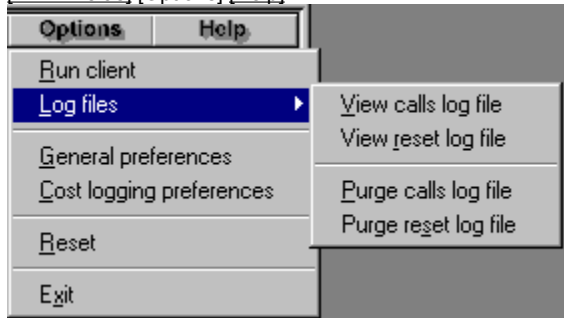 Options Help
Run client
Log files
View calls log file
View reset log file
Purge calls log file
Purge reset log file
General preferences
Cost logging preferences
Reset
Exit